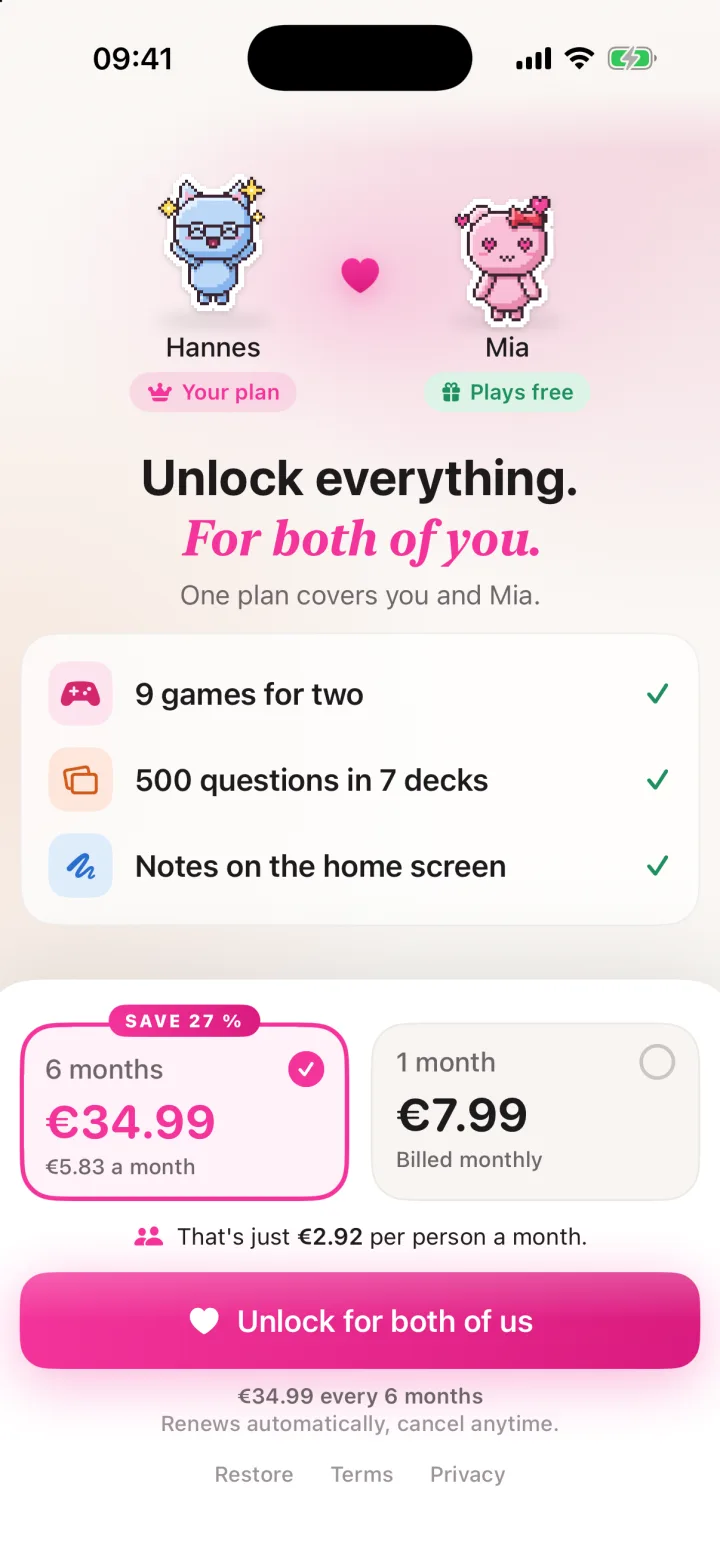 09:41
Hannes
Mia
Your plan
Plays free
Unlock everything.
For both of you.
One plan covers you and Mia.
9 games for two
500 questions in 7 decks
Notes on the home screen
SAVE 27 %
6 months
€34.99
€5.83 a month
1 month
€7.99
Billed monthly
That's just €2.92 per person a month.
Unlock for both of us
€34.99 every 6 months
Renews automatically, cancel anytime.
Restore Terms Privacy